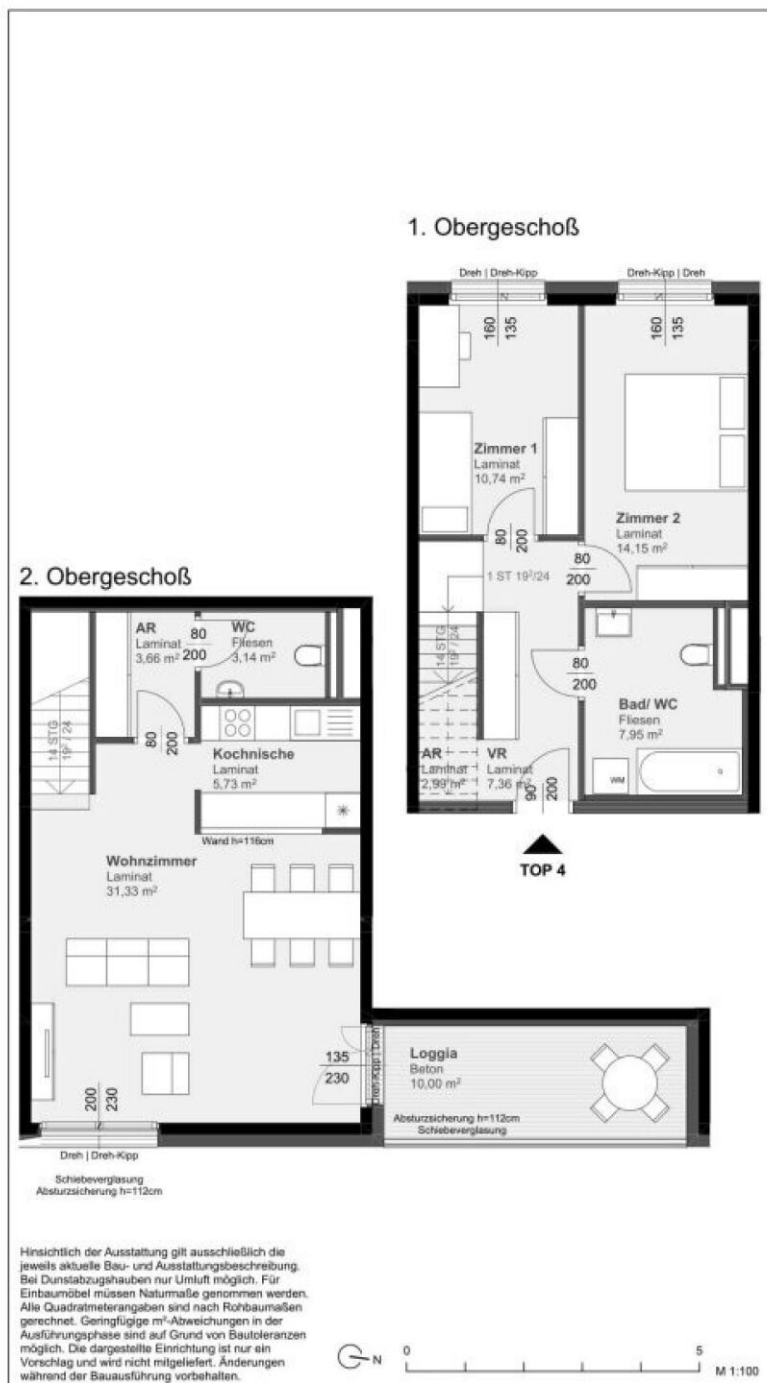 1. Obergeschoß
Dreh | Dreh-Kipp
Dreh-Kipp | Dreh
160
135
160
135
Zimmer 1
Laminat
10,74 m²
80
200
Zimmer 2
Laminat
14,15 m²
80
200
1 ST 19²/24
14 STG
19² / 24
80
200
Bad/ WC
Fliesen
7,95 m²
WM
AR
Laminat
2,99 m²
VR
Laminat
7,36 m²
90
200
TOP 4
2. Obergeschoß
AR
Laminat
3,66 m²
80
200
WC
Fliesen
3,14 m²
14 STG
19² / 24
80
200
Kochnische
Laminat
5,73 m²
Wand h=116cm
Wohnzimmer
Laminat
31,33 m²
135
230
Dreh-Kipp | Dreh
Loggia
Beton
10,00 m²
Absturzsicherung h=112cm
Schiebeverglasung
200
230
Dreh | Dreh-Kipp
Schiebeverglasung
Absturzsicherung h=112cm
Hinsichtlich der Ausstattung gilt ausschließlich die
jeweils aktuelle Bau- und Ausstattungsbeschreibung.
Bei Dunstabzugshauben nur Umluft möglich. Für
Einbaumöbel müssen Naturmaße genommen werden.
Alle Quadratmeterangaben sind nach Rohbaumaßen
gerechnet. Geringfügige m²-Abweichungen in der
Ausführungsphase sind auf Grund von Bautoleranzen
möglich. Die dargestellte Einrichtung ist nur ein
Vorschlag und wird nicht mitgeliefert. Änderungen
während der Bauausführung vorbehalten.
N
0
5
M 1:100